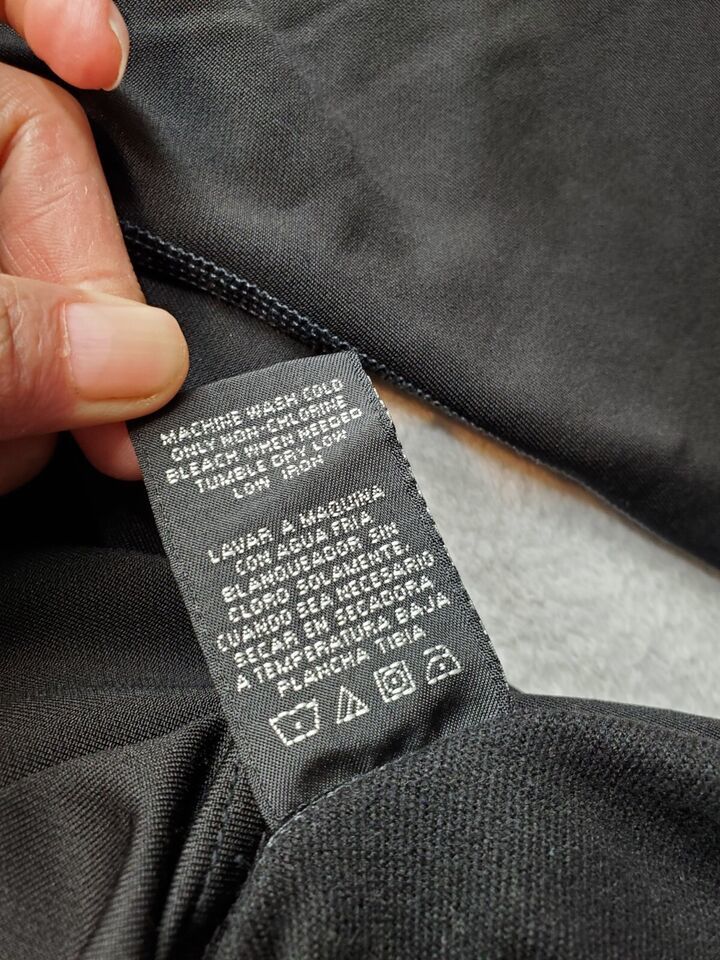 MACHINE WASH COLD
ONLY NON-CHLORINE
BLEACH WHEN NEEDED
TUMBLE DRY LOW
LOW IRON
LAVAR A MAQUINA
CON AGUA FRIA
BLANQUEADOR SIN
CLORO SOLAMENTE.
CUANDO SEA NECESARIO
SECAR EN SECADORA
A TEMPERATURA BAJA
PLANCHA TIBIA